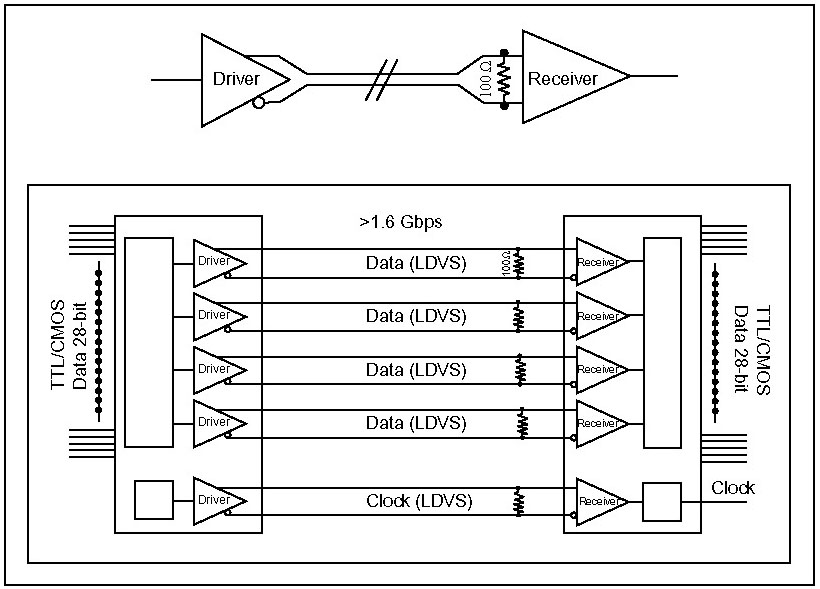 Driver
100Ω
Receiver
>1.6 Gbps
TTL/CMOS
Data 28-bit
Driver
Data (LDVS)
100Ω
Receiver
Driver
Data (LDVS)
Receiver
Driver
Data (LDVS)
Receiver
Driver
Data (LDVS)
Receiver
Driver
Clock (LDVS)
Receiver
Clock
TTL/CMOS
Data 28-bit